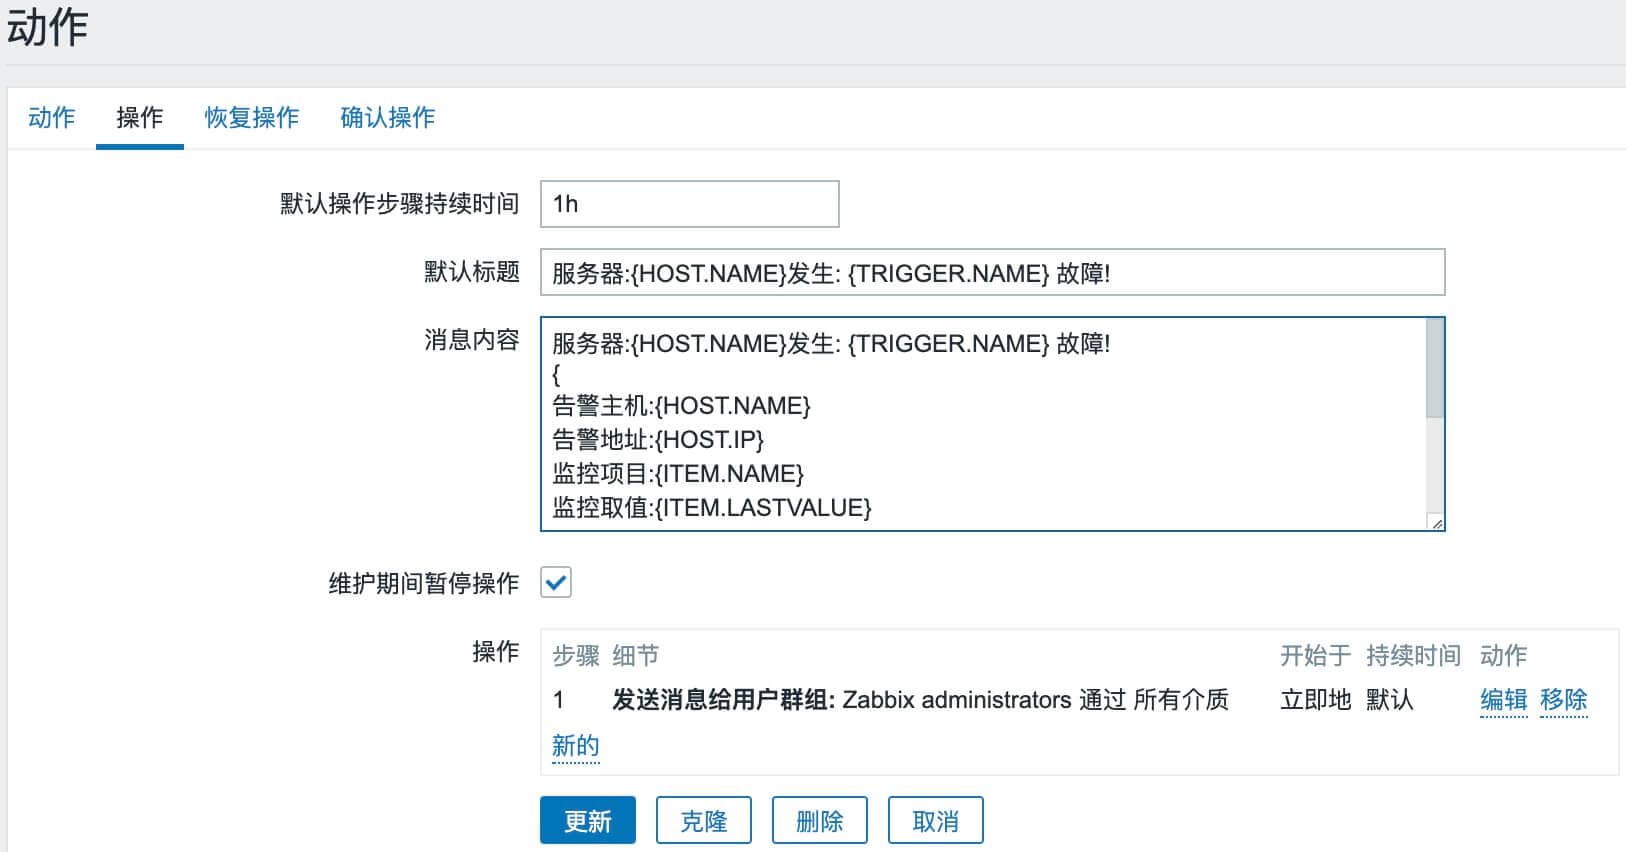 动作
动作 操作 恢复操作 确认操作
默认操作步骤持续时间 1h
默认标题 服务器:{HOST.NAME}发生: {TRIGGER.NAME} 故障!
消息内容 服务器:{HOST.NAME}发生: {TRIGGER.NAME} 故障!
{
告警主机:{HOST.NAME}
告警地址:{HOST.IP}
监控项目:{ITEM.NAME}
监控取值:{ITEM.LASTVALUE}
维护期间暂停操作
操作 步骤 细节 开始于 持续时间 动作
1 发送消息给用户群组: Zabbix administrators 通过 所有介质 立即地 默认 编辑 移除
新的
更新 克隆 删除 取消